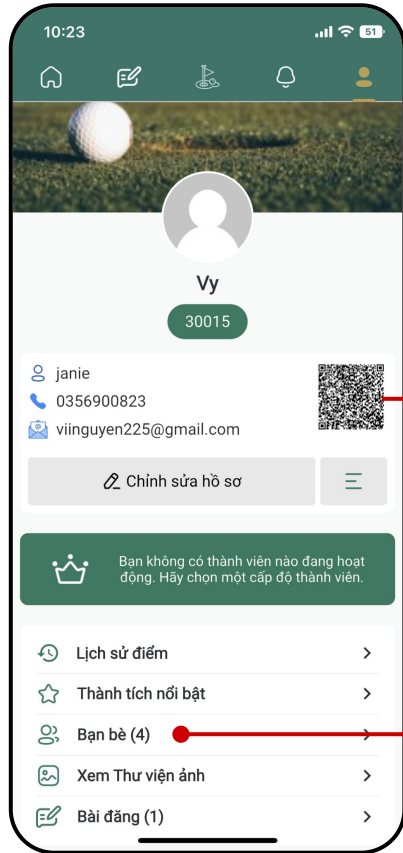 10:23
51
Vy
30015
janie
0356900823
viinguyen225@gmail.com
Chỉnh sửa hồ sơ
Bạn không có thành viên nào đang hoạt
động. Hãy chọn một cấp độ thành viên.
Lịch sử điểm
Thành tích nổi bật
Bạn bè (4)
Xem Thư viện ảnh
Bài đăng (1)